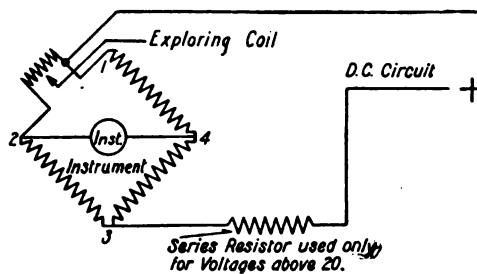 Exploring Coil
1
D.C. Circuit
+
2
Inst.
4
Instrument
3
Series Resistor used only
for Voltages above 20.